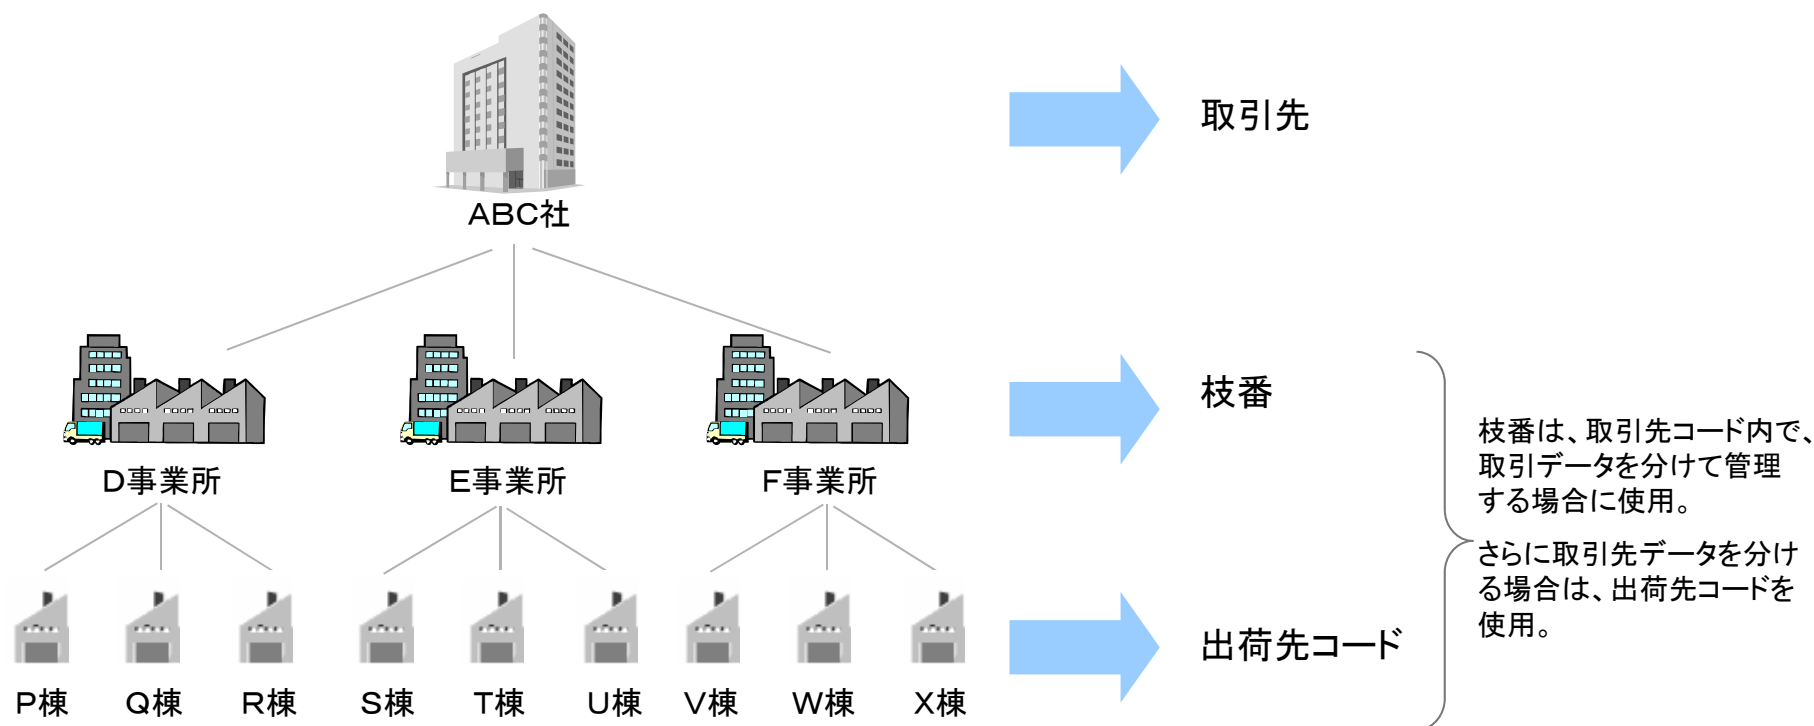 取引先
ABC社
枝番
D事業所
E事業所
F事業所
枝番は、取引先コード内で、
取引データを分けて管理
する場合に使用。
さらに取引先データを分け
る場合は、出荷先コードを
使用。
出荷先コード
P棟
Q棟
R棟
S棟
T棟
U棟
V棟
W棟
X棟